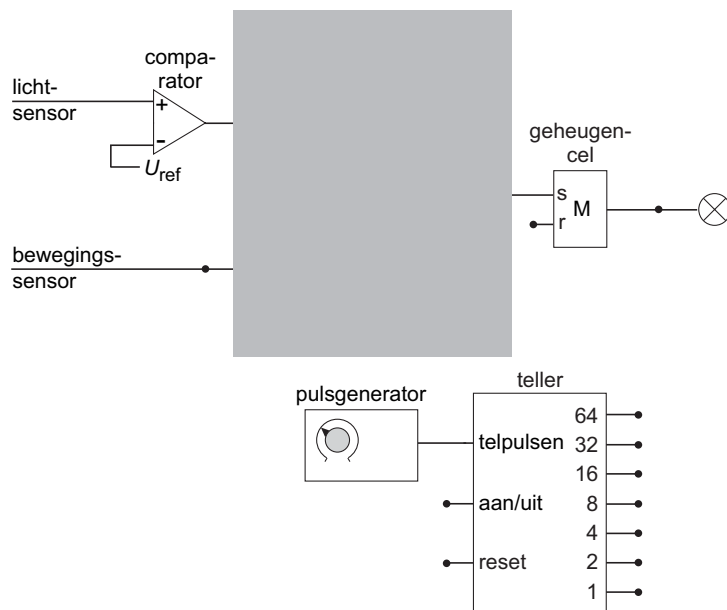 compa-
rator
licht-
sensor
+
-
Uref
geheugen-
cel
s
M
r
bewegings-
sensor
pulsgenerator
teller
telpulsen
aan/uit
reset
64
32
16
8
4
2
1